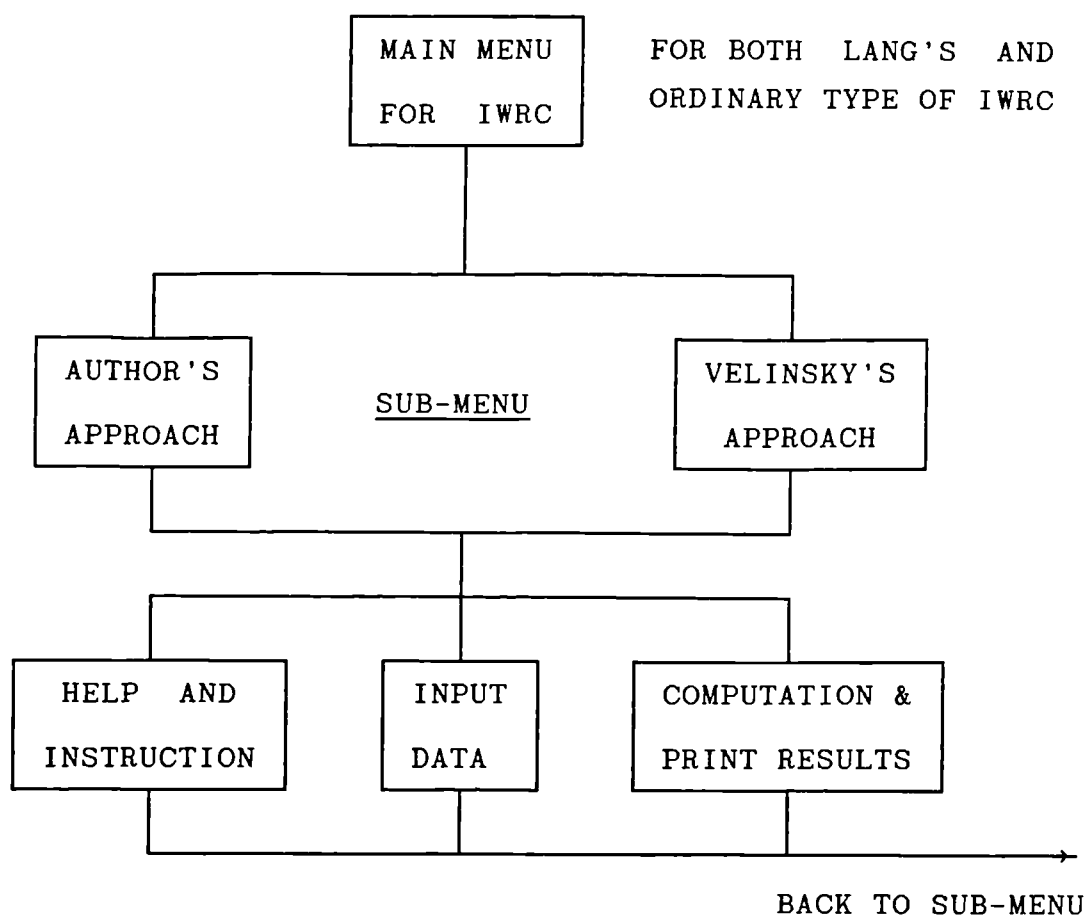 MAIN MENU
FOR IWRC
FOR BOTH LANG'S AND
ORDINARY TYPE OF IWRC
AUTHOR'S
APPROACH
SUB-MENU
VELINSKY'S
APPROACH
HELP AND
INSTRUCTION
INPUT
DATA
COMPUTATION &
PRINT RESULTS
BACK TO SUB-MENU